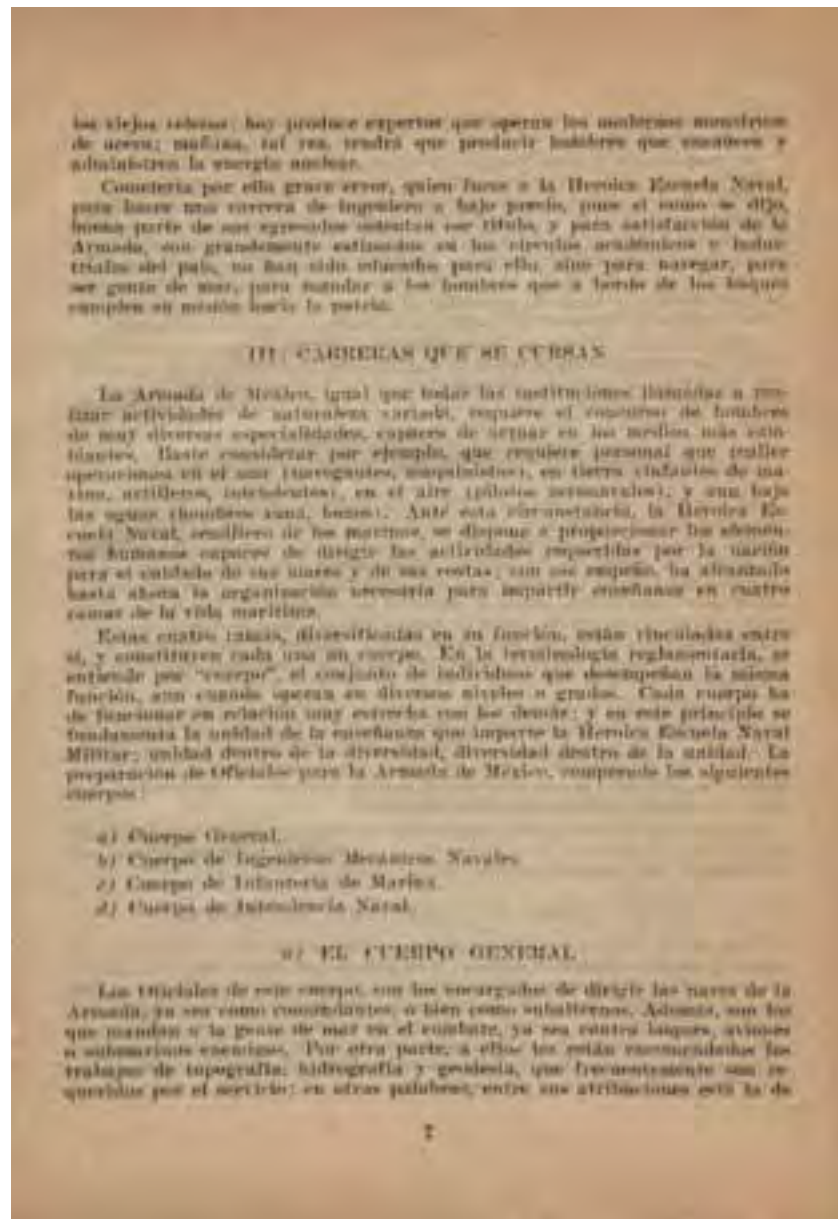 los viejos veleros; hoy produce expertos que operan los modernos monstruos
de acero; mañana, tal vez, tendrá que producir hombres que encaucen y
administren la energía nuclear.
Cometería por ello grave error, quien fuese a la Heroica Escuela Naval,
para hacer una carrera de ingeniero a bajo precio, pues si como se dijo,
buena parte de sus egresados ostentan ese título, y para satisfacción de la
Armada, son grandemente estimados en los círculos académicos e indus-
triales del país, no han sido educados para ello, sino para navegar, para
ser gente de mar, para mandar a los hombres que a bordo de los buques
cumplen su misión hacia la patria.
III. CARRERAS QUE SE CURSAN
La Armada de México, igual que todas las instituciones llamadas a rea-
lizar actividades de naturaleza variada, requiere el concurso de hombres
de muy diversas especialidades, capaces de actuar en los medios más cam-
biantes. Baste considerar por ejemplo, que requiere personal que realice
operaciones en el mar (navegantes, maquinistas), en tierra (infantes de ma-
rina, artilleros, intendentes), en el aire (pilotos aeronavales), y aun bajo
las aguas (hombres rana, buzos). Ante esta circunstancia, la Heroica Es-
cuela Naval, semillero de los marinos, se dispone a proporcionar los elemen-
tos humanos capaces de dirigir las actividades requeridas por la nación
para el cuidado de sus mares y de sus costas; con ese empeño, ha alcanzado
hasta ahora la organización necesaria para impartir enseñanza en cuatro
ramas de la vida marítima.
Estas cuatro ramas, diversificadas en su función, están vinculadas entre
sí, y constituyen cada una un cuerpo. En la terminología reglamentaria, se
entiende por "cuerpo", el conjunto de individuos que desempeñan la misma
función, aun cuando operan en diversos niveles o grados. Cada cuerpo ha
de funcionar en relación muy estrecha con los demás; y en este principio se
fundamenta la unidad de la enseñanza que imparte la Heroica Escuela Naval
Militar; unidad dentro de la diversidad, diversidad dentro de la unidad. La
preparación de Oficiales para la Armada de México, comprende los siguientes
cuerpos:
a) Cuerpo General.
b) Cuerpo de Ingenieros Mecánicos Navales.
c) Cuerpo de Infantería de Marina.
d) Cuerpo de Intendencia Naval.
a) EL CUERPO GENERAL
Los Oficiales de este cuerpo, son los encargados de dirigir las naves de la
Armada, ya sea como comandantes, o bien como subalternos. Además, son los
que mandan a la gente de mar en el combate, ya sea contra buques, aviones
o submarinos enemigos. Por otra parte, a ellos les están encomendados los
trabajos de topografía, hidrografía y geodesia, que frecuentemente son re-
queridos por el servicio; en otras palabras, entre sus atribuciones está la de
7